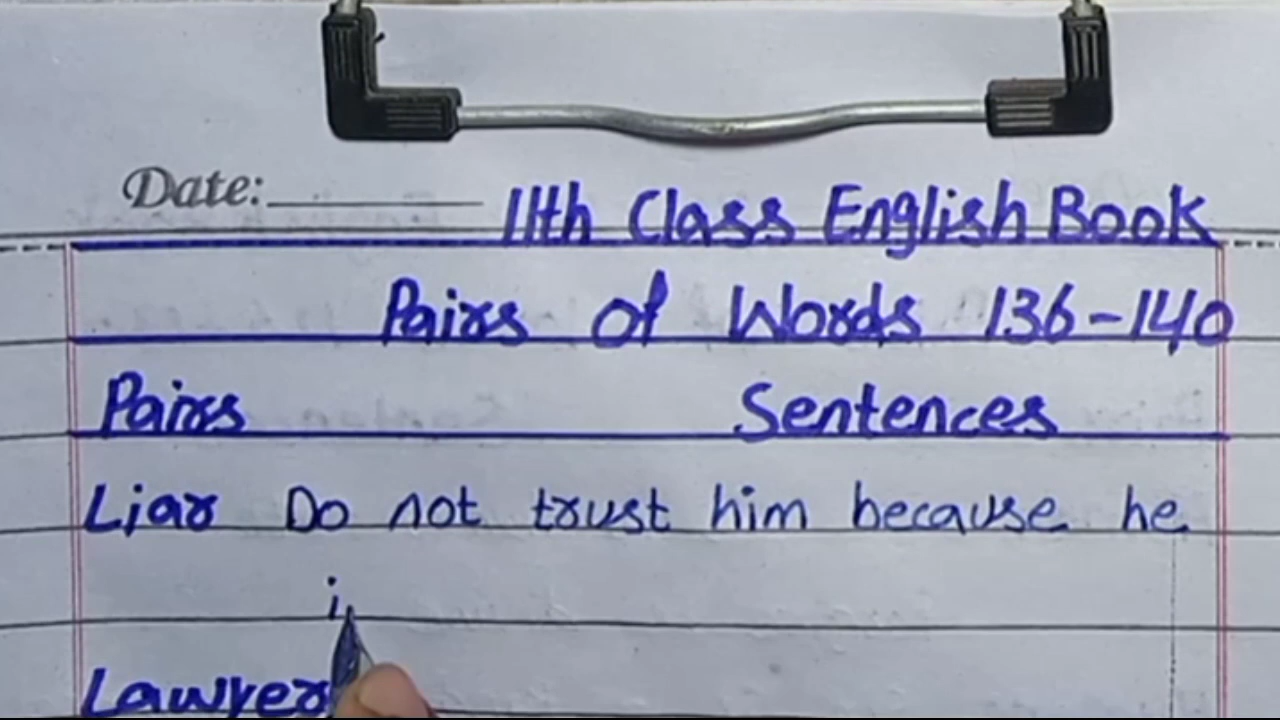 Date: 11th Class English Book
Pairs of Words 136-140
Pairs Sentences
Liar Do not trust him because he
i
Lawyer